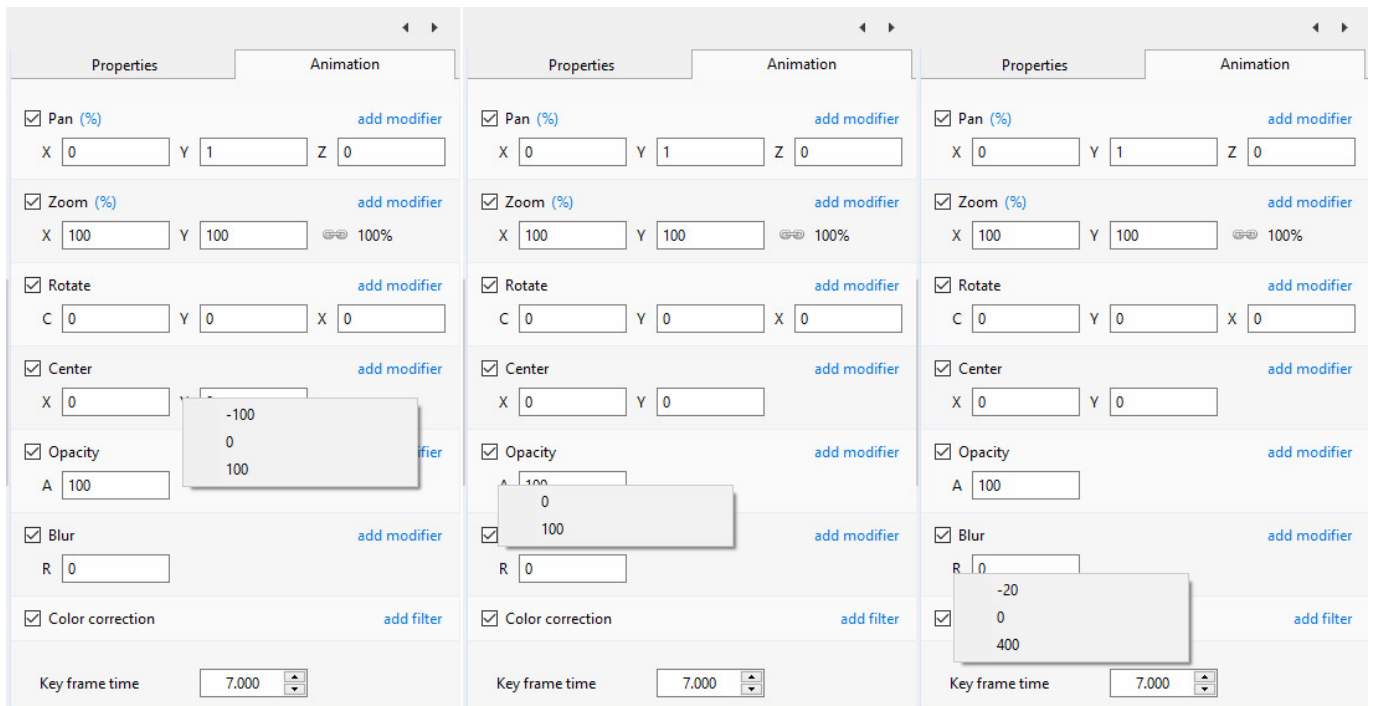 Properties Animation
Pan (%) add modifier
X 0 Y 1 Z 0
Zoom (%) add modifier
X 100 Y 100 100%
Rotate add modifier
C 0 Y 0 X 0
Center add modifier
X 0
-100
0
100
Opacity
A 100
Blur add modifier
R 0
Color correction add filter
Key frame time 7.000
Properties Animation
Pan (%) add modifier
X 0 Y 1 Z 0
Zoom (%) add modifier
X 100 Y 100 100%
Rotate add modifier
C 0 Y 0 X 0
Center add modifier
X 0 Y 0
Opacity add modifier
A 100
0
100
add modifier
R 0
Color correction add filter
Key frame time 7.000
Properties Animation
Pan (%) add modifier
X 0 Y 1 Z 0
Zoom (%) add modifier
X 100 Y 100 100%
Rotate add modifier
C 0 Y 0 X 0
Center add modifier
X 0 Y 0
Opacity add modifier
A 100
Blur add modifier
R 0
-20
0
400
add filter
Key frame time 7.000